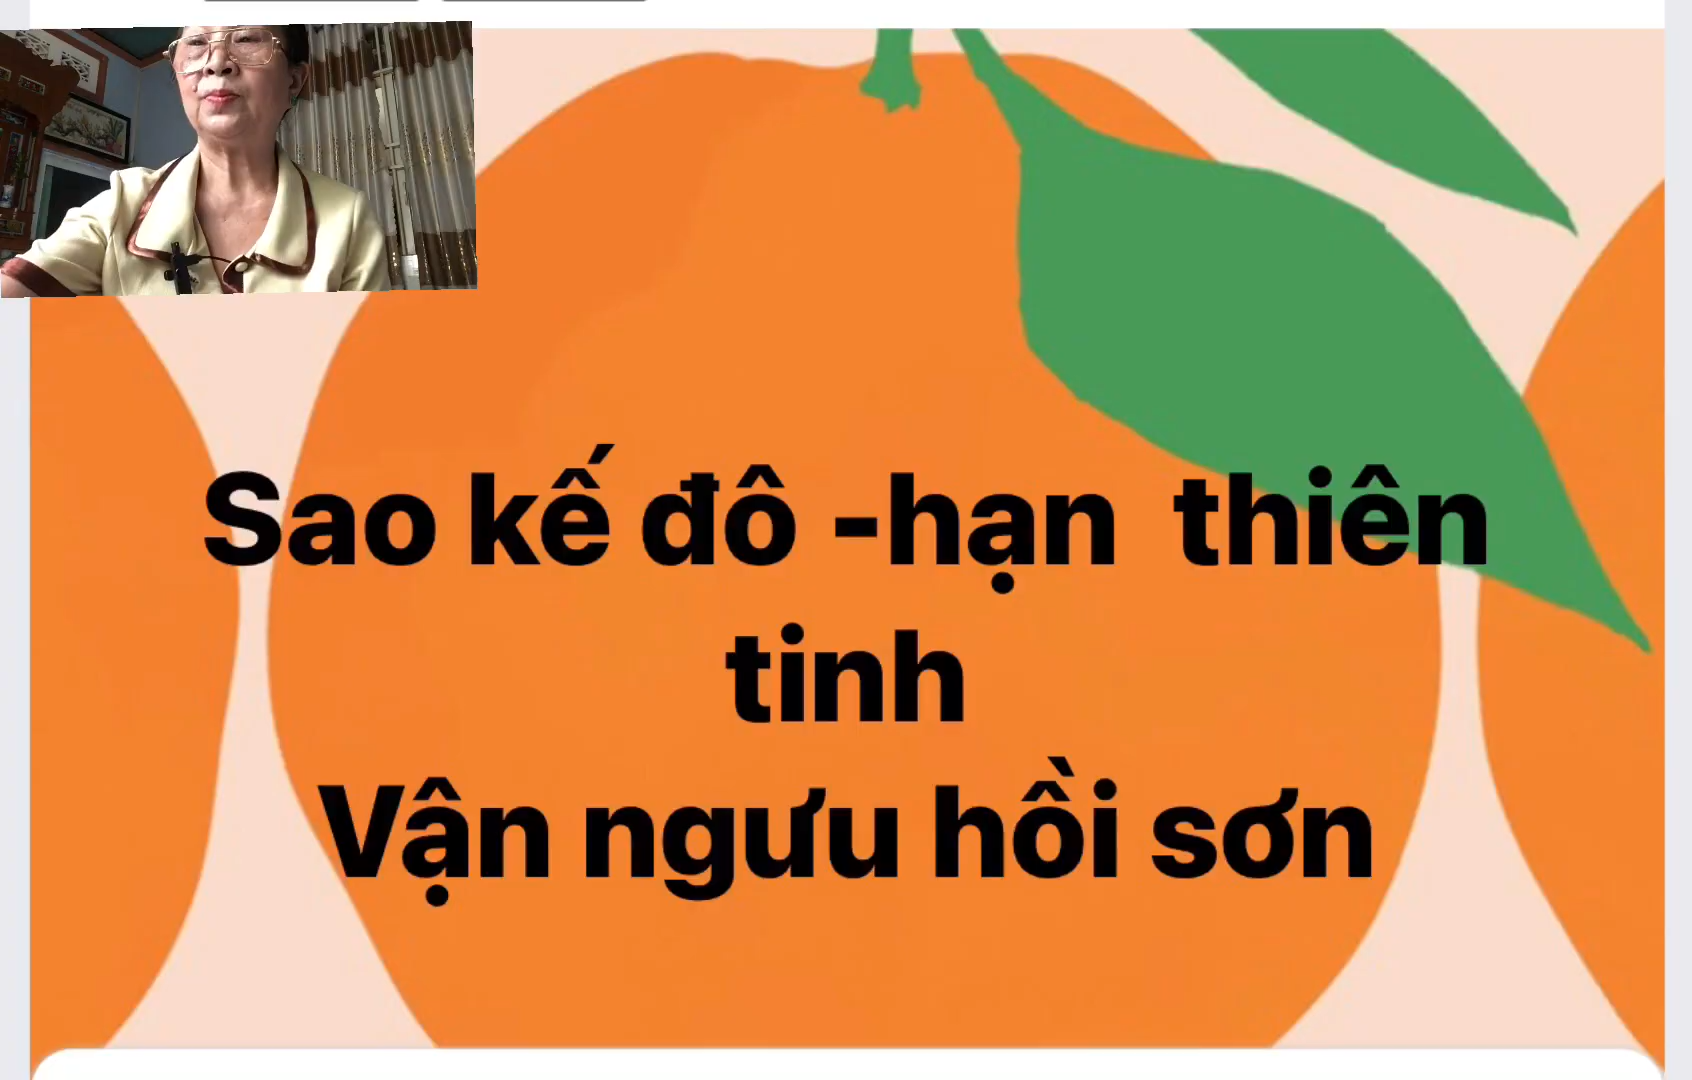 Sao kế đô -hạn  thiên
tinh
Vận ngưu hồi sơn